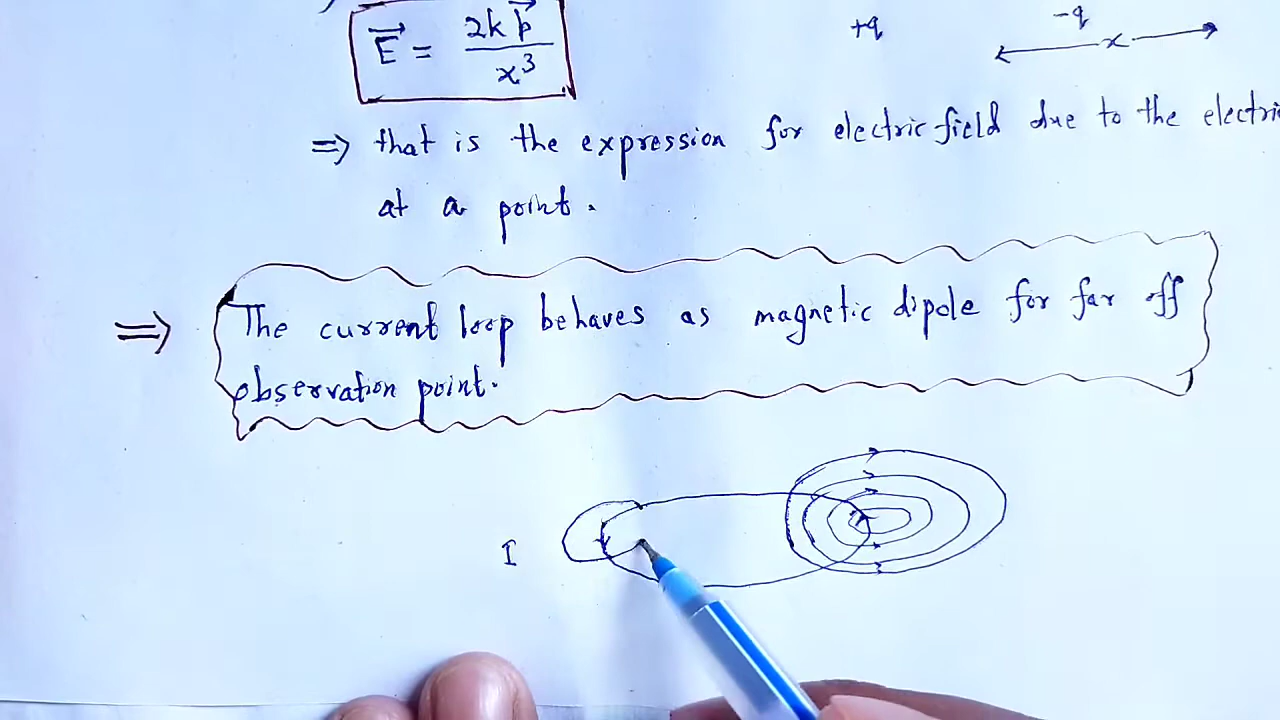 E⃗ = 2kp⃗ / x³
+q -q
x
⇒ that is the expression for electric field due to the electri
at a point.
⇒ The current loop behaves as magnetic dipole for far off
observation point.
I